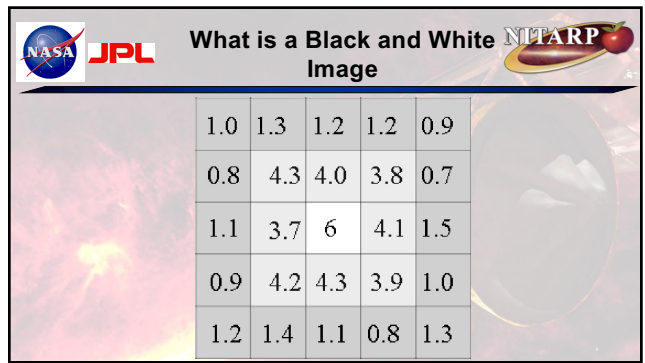 NASA
JPL
What is a Black and White
Image
NITARP
1.0 1.3 1.2 1.2 0.9
0.8 4.3 4.0 3.8 0.7
1.1 3.7 6 4.1 1.5
0.9 4.2 4.3 3.9 1.0
1.2 1.4 1.1 0.8 1.3